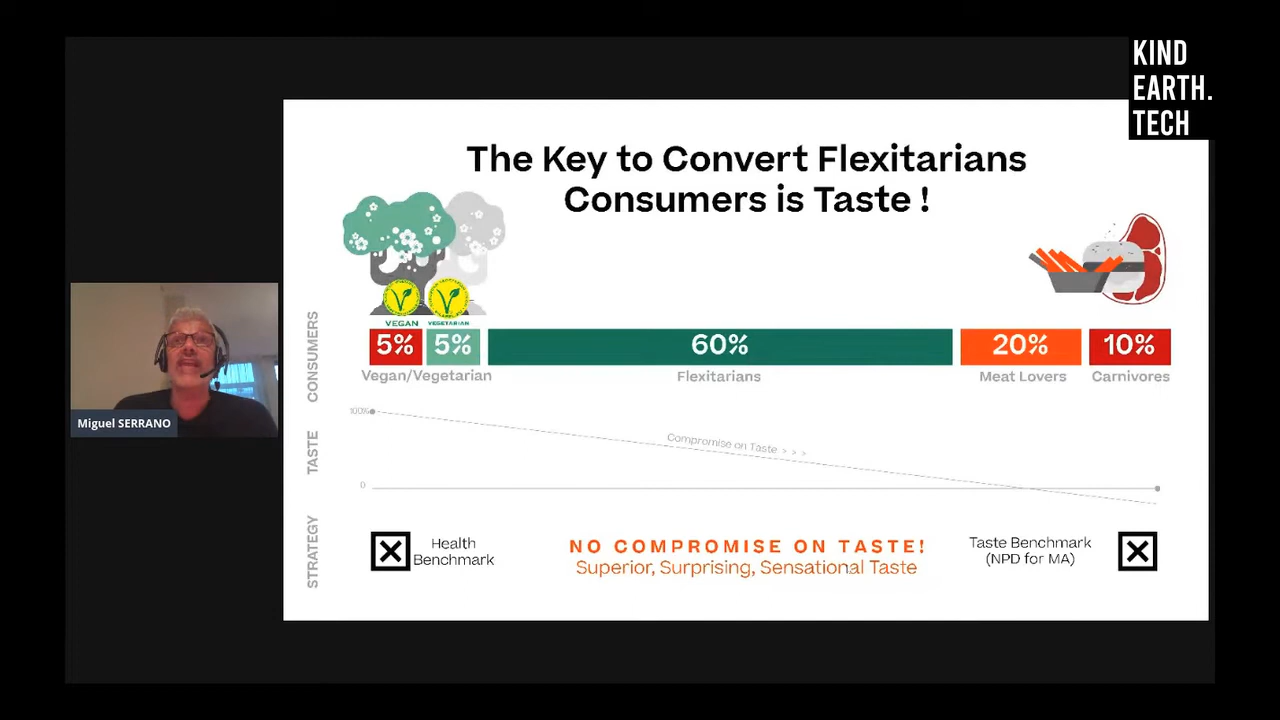 KIND
EARTH.
TECH
The Key to Convert Flexitarians
Consumers is Taste !
VEGAN
VEGETARIAN
CONSUMERS
5%
5%
60%
20%
10%
Vegan/Vegetarian
Flexitarians
Meat Lovers
Carnivores
TASTE
100%
Compromise on Taste > > >
0
STRATEGY
Health
Benchmark
NO COMPROMISE ON TASTE!
Superior, Surprising, Sensational Taste
Taste Benchmark
(NPD for MA)
Miguel SERRANO